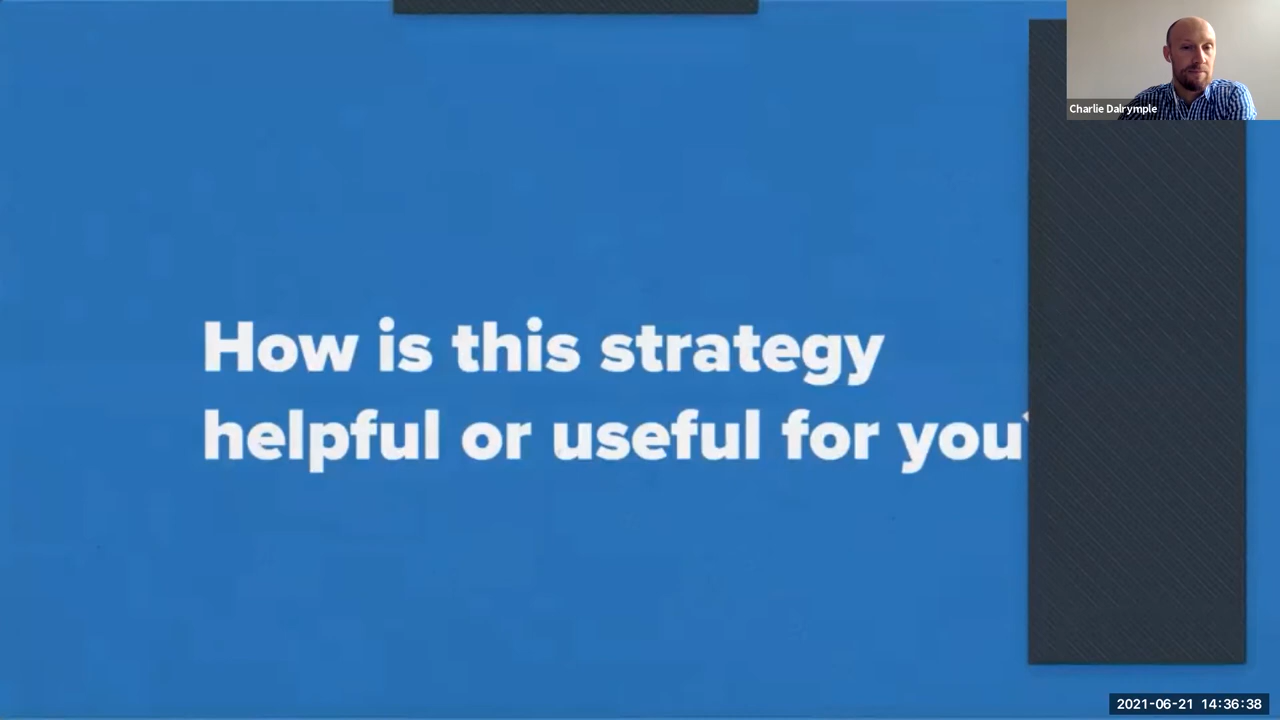 Charlie Dalrymple
How is this strategy
helpful or useful for you
2021-06-21 14:36:38